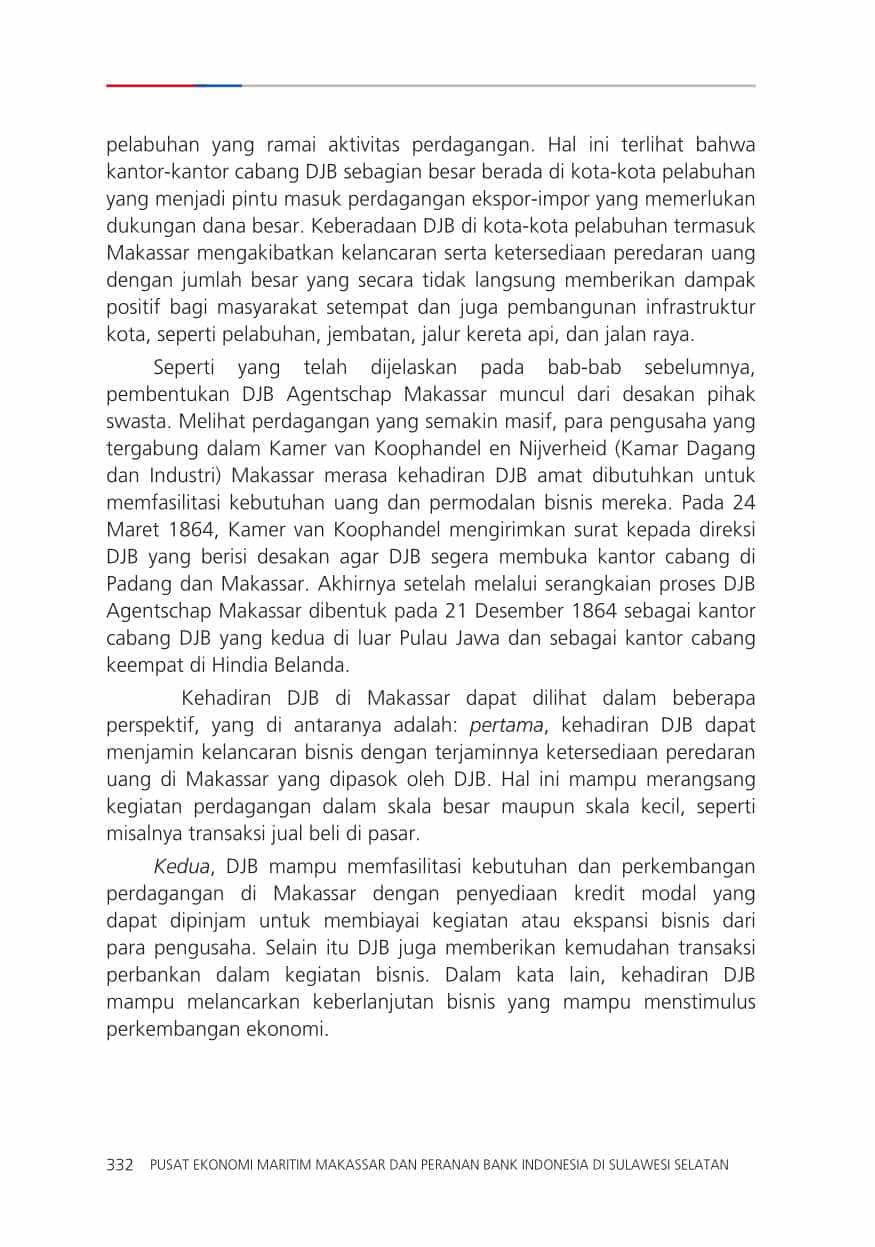 pelabuhan yang ramai aktivitas perdagangan. Hal ini terlihat bahwa
kantor-kantor cabang DJB sebagian besar berada di kota-kota pelabuhan
yang menjadi pintu masuk perdagangan ekspor-impor yang memerlukan
dukungan dana besar. Keberadaan DJB di kota-kota pelabuhan termasuk
Makassar mengakibatkan kelancaran serta ketersediaan peredaran uang
dengan jumlah besar yang secara tidak langsung memberikan dampak
positif bagi masyarakat setempat dan juga pembangunan infrastruktur
kota, seperti pelabuhan, jembatan, jalur kereta api, dan jalan raya.
Seperti yang telah dijelaskan pada bab-bab sebelumnya,
pembentukan DJB Agentschap Makassar muncul dari desakan pihak
swasta. Melihat perdagangan yang semakin masif, para pengusaha yang
tergabung dalam Kamer van Koophandel en Nijverheid (Kamar Dagang
dan Industri) Makassar merasa kehadiran DJB amat dibutuhkan untuk
memfasilitasi kebutuhan uang dan permodalan bisnis mereka. Pada 24
Maret 1864, Kamer van Koophandel mengirimkan surat kepada direksi
DJB yang berisi desakan agar DJB segera membuka kantor cabang di
Padang dan Makassar. Akhirnya setelah melalui serangkaian proses DJB
Agentschap Makassar dibentuk pada 21 Desember 1864 sebagai kantor
cabang DJB yang kedua di luar Pulau Jawa dan sebagai kantor cabang
keempat di Hindia Belanda.
Kehadiran DJB di Makassar dapat dilihat dalam beberapa
perspektif, yang di antaranya adalah: pertama, kehadiran DJB dapat
menjamin kelancaran bisnis dengan terjaminnya ketersediaan peredaran
uang di Makassar yang dipasok oleh DJB. Hal ini mampu merangsang
kegiatan perdagangan dalam skala besar maupun skala kecil, seperti
misalnya transaksi jual beli di pasar.
Kedua, DJB mampu memfasilitasi kebutuhan dan perkembangan
perdagangan di Makassar dengan penyediaan kredit modal yang
dapat dipinjam untuk membiayai kegiatan atau ekspansi bisnis dari
para pengusaha. Selain itu DJB juga memberikan kemudahan transaksi
perbankan dalam kegiatan bisnis. Dalam kata lain, kehadiran DJB
mampu melancarkan keberlanjutan bisnis yang mampu menstimulus
perkembangan ekonomi.
332 PUSAT EKONOMI MARITIM MAKASSAR DAN PERANAN BANK INDONESIA DI SULAWESI SELATAN